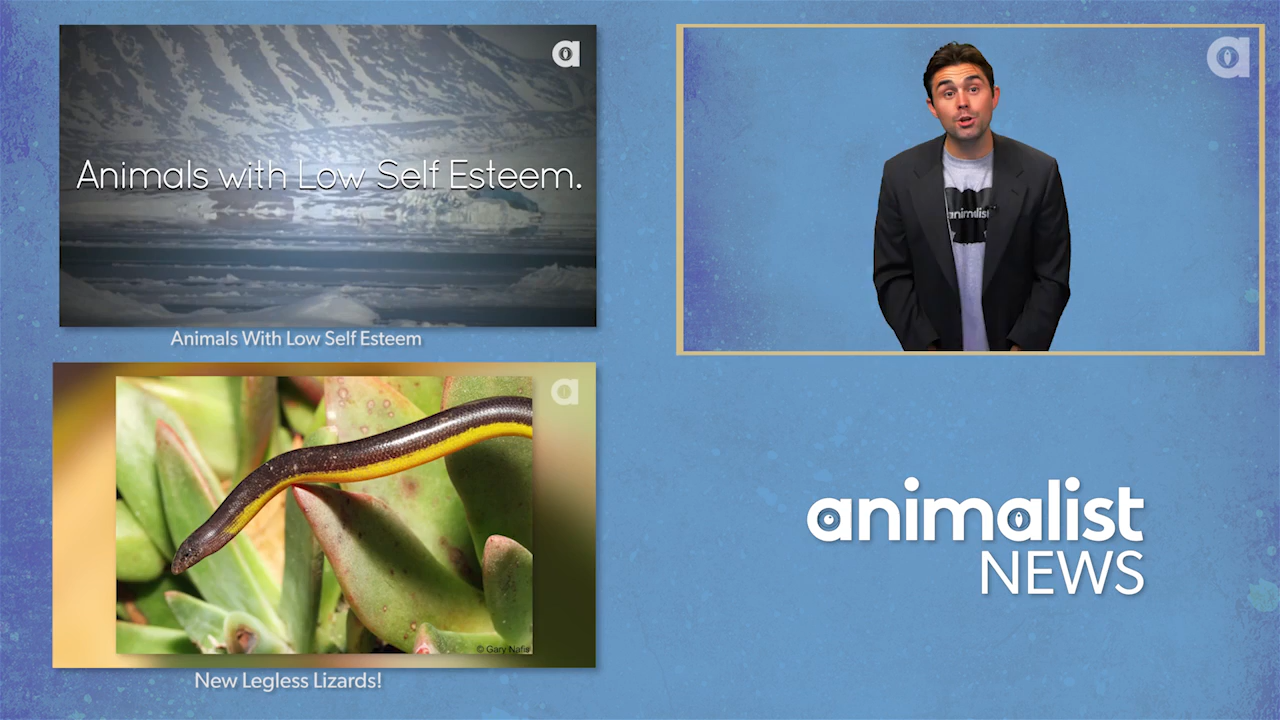 Animals with Low Self Esteem.
Animals With Low Self Esteem
© Gary Nafis
New Legless Lizards!
animalist
animalist
NEWS